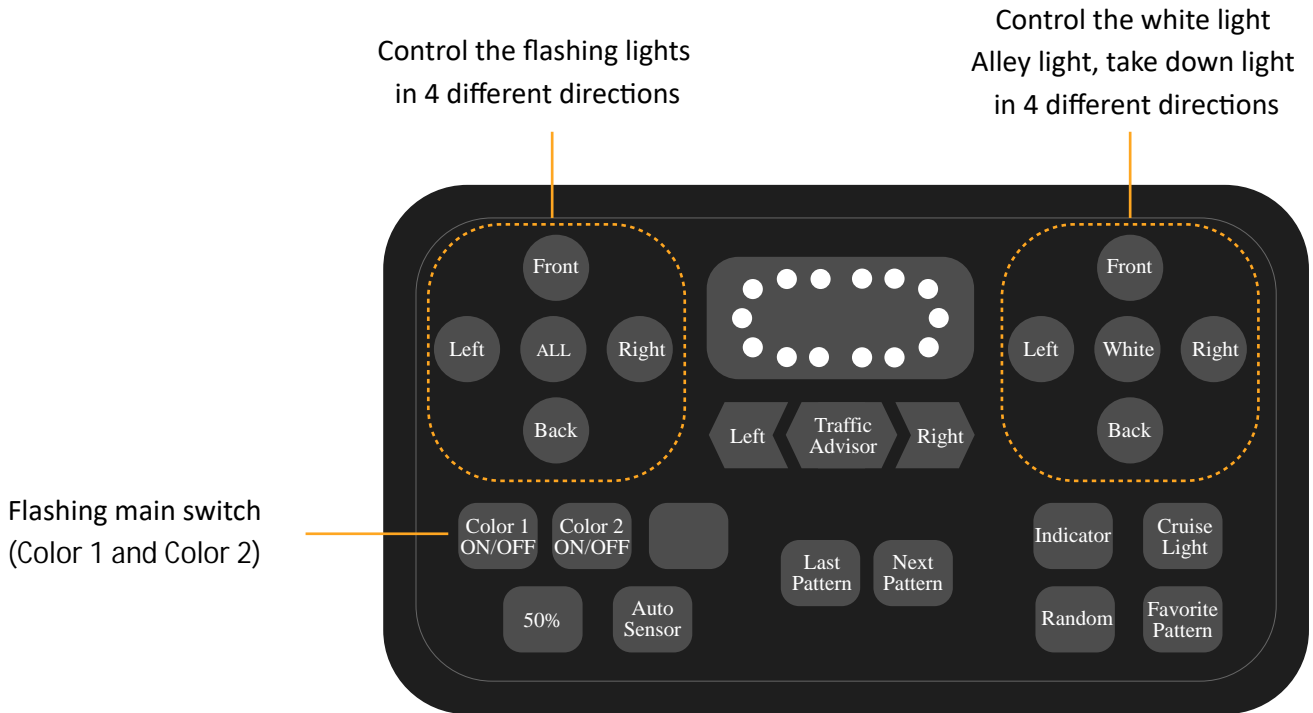 Control the flashing lights
in 4 different directions
Control the white light
Alley light, take down light
in 4 different directions
Front
Left
ALL
Right
Back
Left
Traffic
Advisor
Right
Front
Left
White
Right
Back
Flashing main switch
(Color 1 and Color 2)
Color 1
ON/OFF
Color 2
ON/OFF
50%
Auto
Sensor
Last
Pattern
Next
Pattern
Indicator
Cruise
Light
Random
Favorite
Pattern